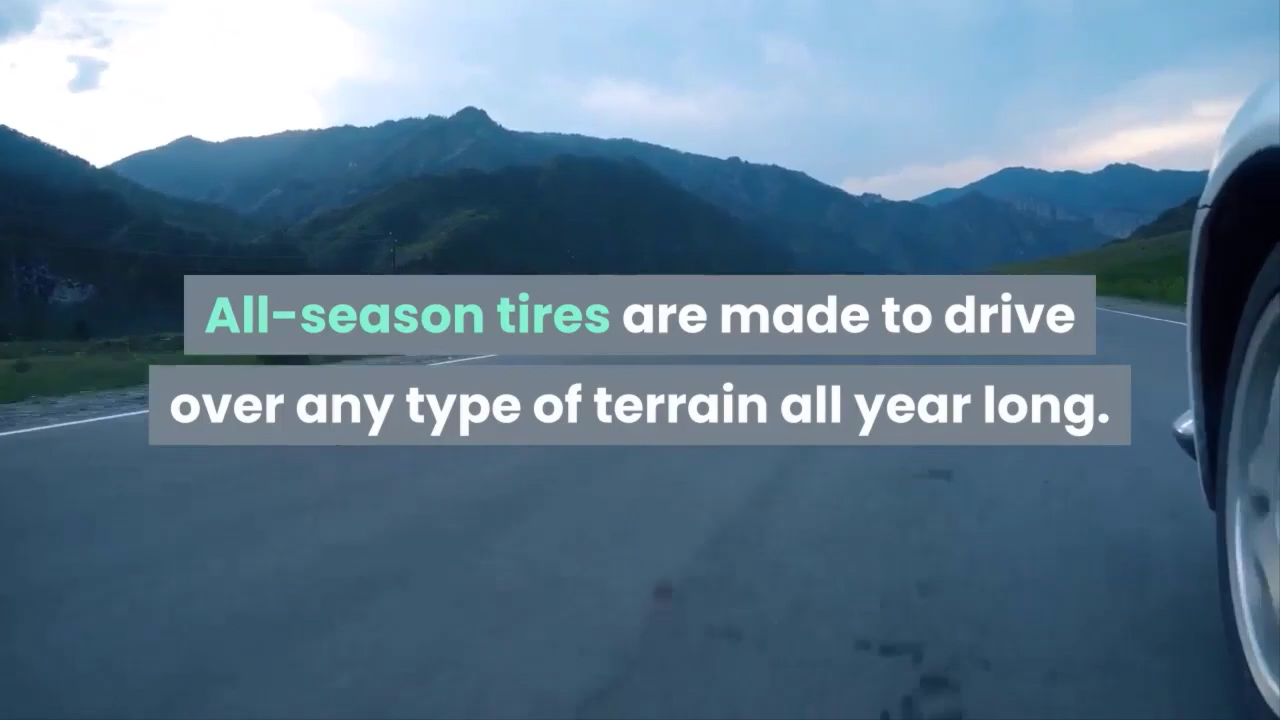 All-season tires are made to drive
over any type of terrain all year long.